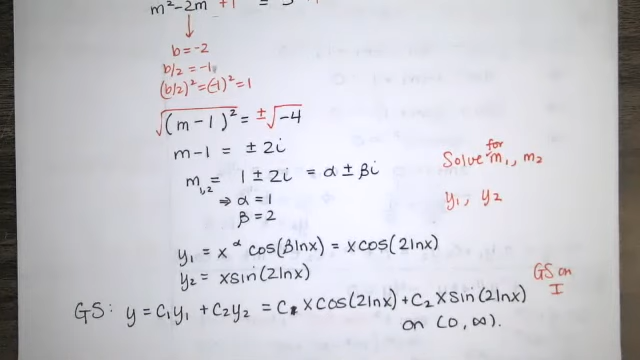 m² - 2m + 1 =
b = -2
b/2 = -1
(b/2)² = (-1)² = 1
√(m - 1)² = ± √-4
m - 1 = ± 2i
m₁,₂ = 1 ± 2i = α ± βi
⇒ α = 1
β = 2
Solve for m₁, m₂
y₁, y₂
y₁ = x^α cos(β ln x) = x cos(2 ln x)
y₂ = x sin(2 ln x)
GS: y = C₁y₁ + C₂y₂ = C₁ x cos(2 ln x) + C₂ x sin(2 ln x)
on (0, ∞).
GS on
I